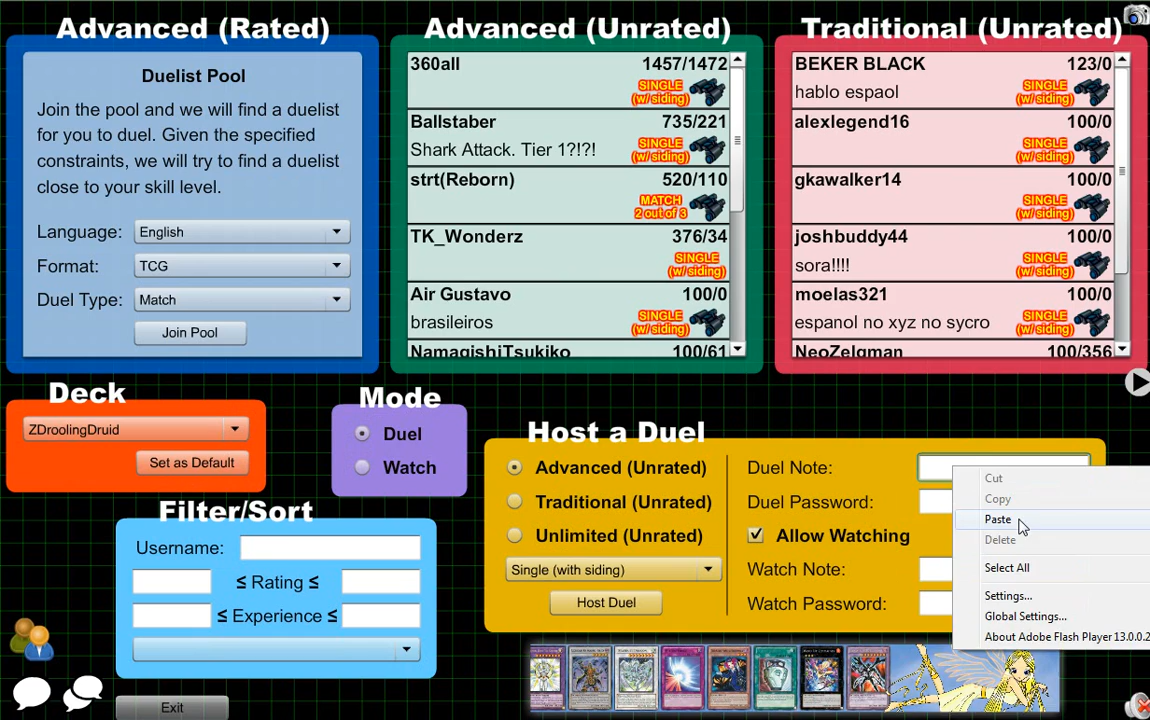 Advanced (Rated)
Duelist Pool
Join the pool and we will find a duelist
for you to duel. Given the specified
constraints, we will try to find a duelist
close to your skill level.
Language: English
Format: TCG
Duel Type: Match
Join Pool
Advanced (Unrated)
360all 1457/1472
SINGLE
(w/ siding)
Ballstaber 735/221
Shark Attack. Tier 1?!?!
SINGLE
(w/ siding)
strt(Reborn) 520/110
MATCH
2 out of 3
TK_Wonderz 376/34
SINGLE
(w/ siding)
Air Gustavo 100/0
brasileiros
SINGLE
(w/ siding)
NamagishiTsukiko 100/61
Traditional (Unrated)
BEKER BLACK 123/0
hablo espaol
SINGLE
(w/ siding)
alexlegend16 100/0
SINGLE
(w/ siding)
gkawalker14 100/0
SINGLE
(w/ siding)
joshbuddy44 100/0
sora!!!!
SINGLE
(w/ siding)
moelas321 100/0
espanol no xyz no sycro
SINGLE
(w/ siding)
NeoZelgman 100/356
Deck
ZDroolingDruid
Set as Default
Mode
Duel
Watch
Filter/Sort
Username:
≤ Rating ≤
≤ Experience ≤
Exit
Host a Duel
Advanced (Unrated)
Traditional (Unrated)
Unlimited (Unrated)
Single (with siding)
Host Duel
Duel Note:
Duel Password:
Allow Watching
Watch Note:
Watch Password:
Cut
Copy
Paste
Delete
Select All
Settings...
Global Settings...
About Adobe Flash Player 13.0.0.2